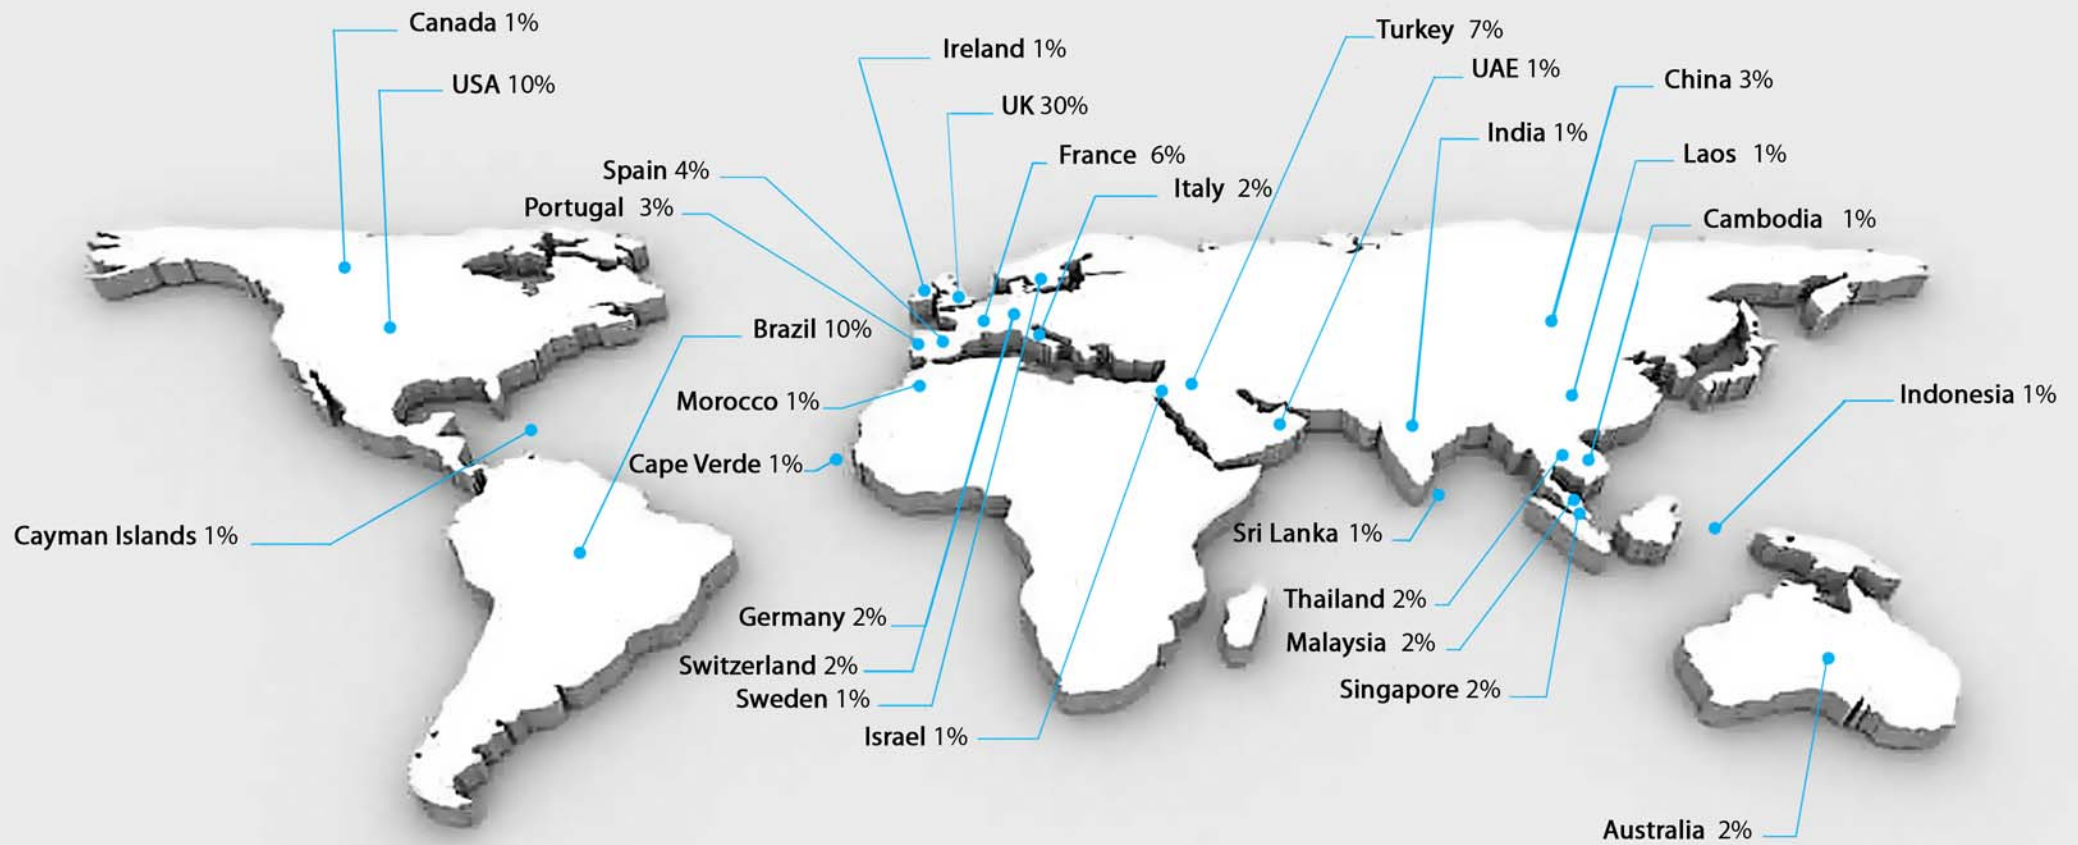 Canada 1%
USA 10%
Ireland 1%
UK 30%
Turkey 7%
UAE 1%
China 3%
India 1%
Laos 1%
France 6%
Italy 2%
Spain 4%
Portugal 3%
Cambodia 1%
Brazil 10%
Morocco 1%
Indonesia 1%
Cape Verde 1%
Cayman Islands 1%
Sri Lanka 1%
Thailand 2%
Germany 2%
Malaysia 2%
Switzerland 2%
Singapore 2%
Sweden 1%
Israel 1%
Australia 2%